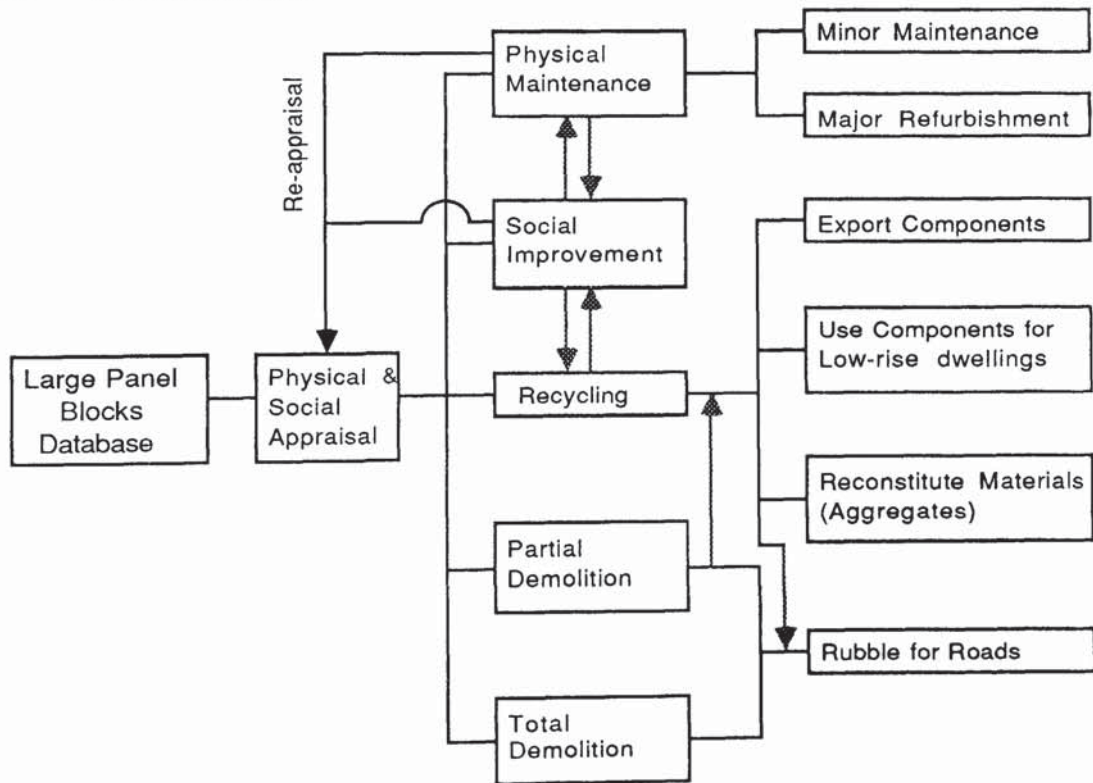 Large Panel
Blocks
Database
Physical &
Social
Appraisal
Re-appraisal
Physical
Maintenance
Social
Improvement
Recycling
Partial
Demolition
Total
Demolition
Minor Maintenance
Major Refurbishment
Export Components
Use Components for
Low-rise dwellings
Reconstitute Materials
(Aggregates)
Rubble for Roads